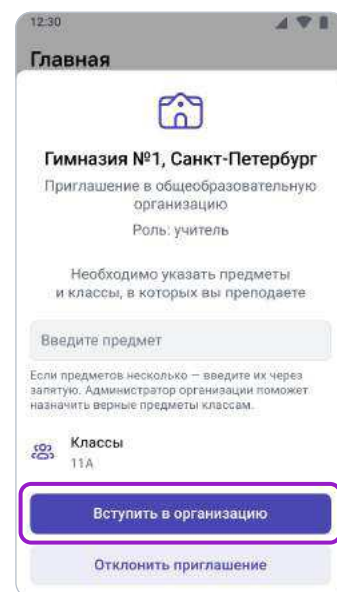 12:30
Главная
Гимназия №1, Санкт-Петербург
Приглашение в общеобразовательную
организацию
Роль: учитель
Необходимо указать предметы
и классы, в которых вы преподаете
Введите предмет
Если предметов несколько — введите их через
запятую. Администратор организации поможет
назначить верные предметы классам.
Классы
11А
Вступить в организацию
Отклонить приглашение